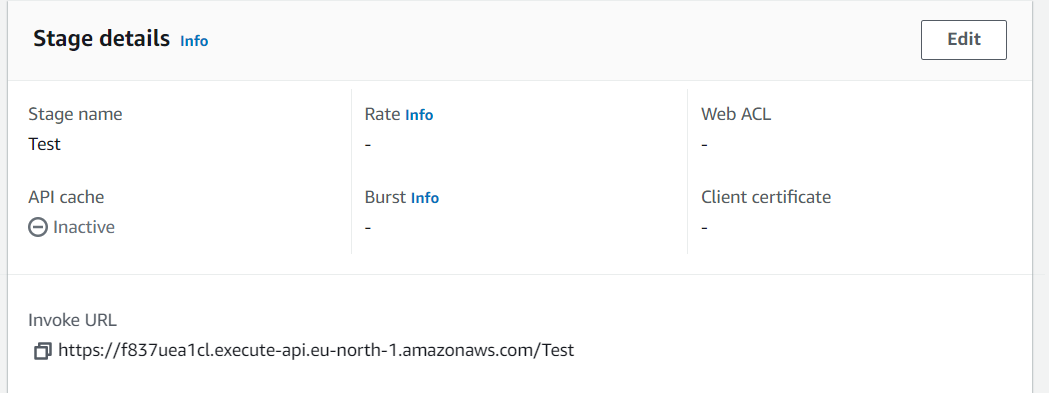 Stage details Info
Edit
Stage name
Test
Rate Info
-
Web ACL
-
API cache
Inactive
Burst Info
-
Client certificate
-
Invoke URL
https://f837uea1cl.execute-api.eu-north-1.amazonaws.com/Test